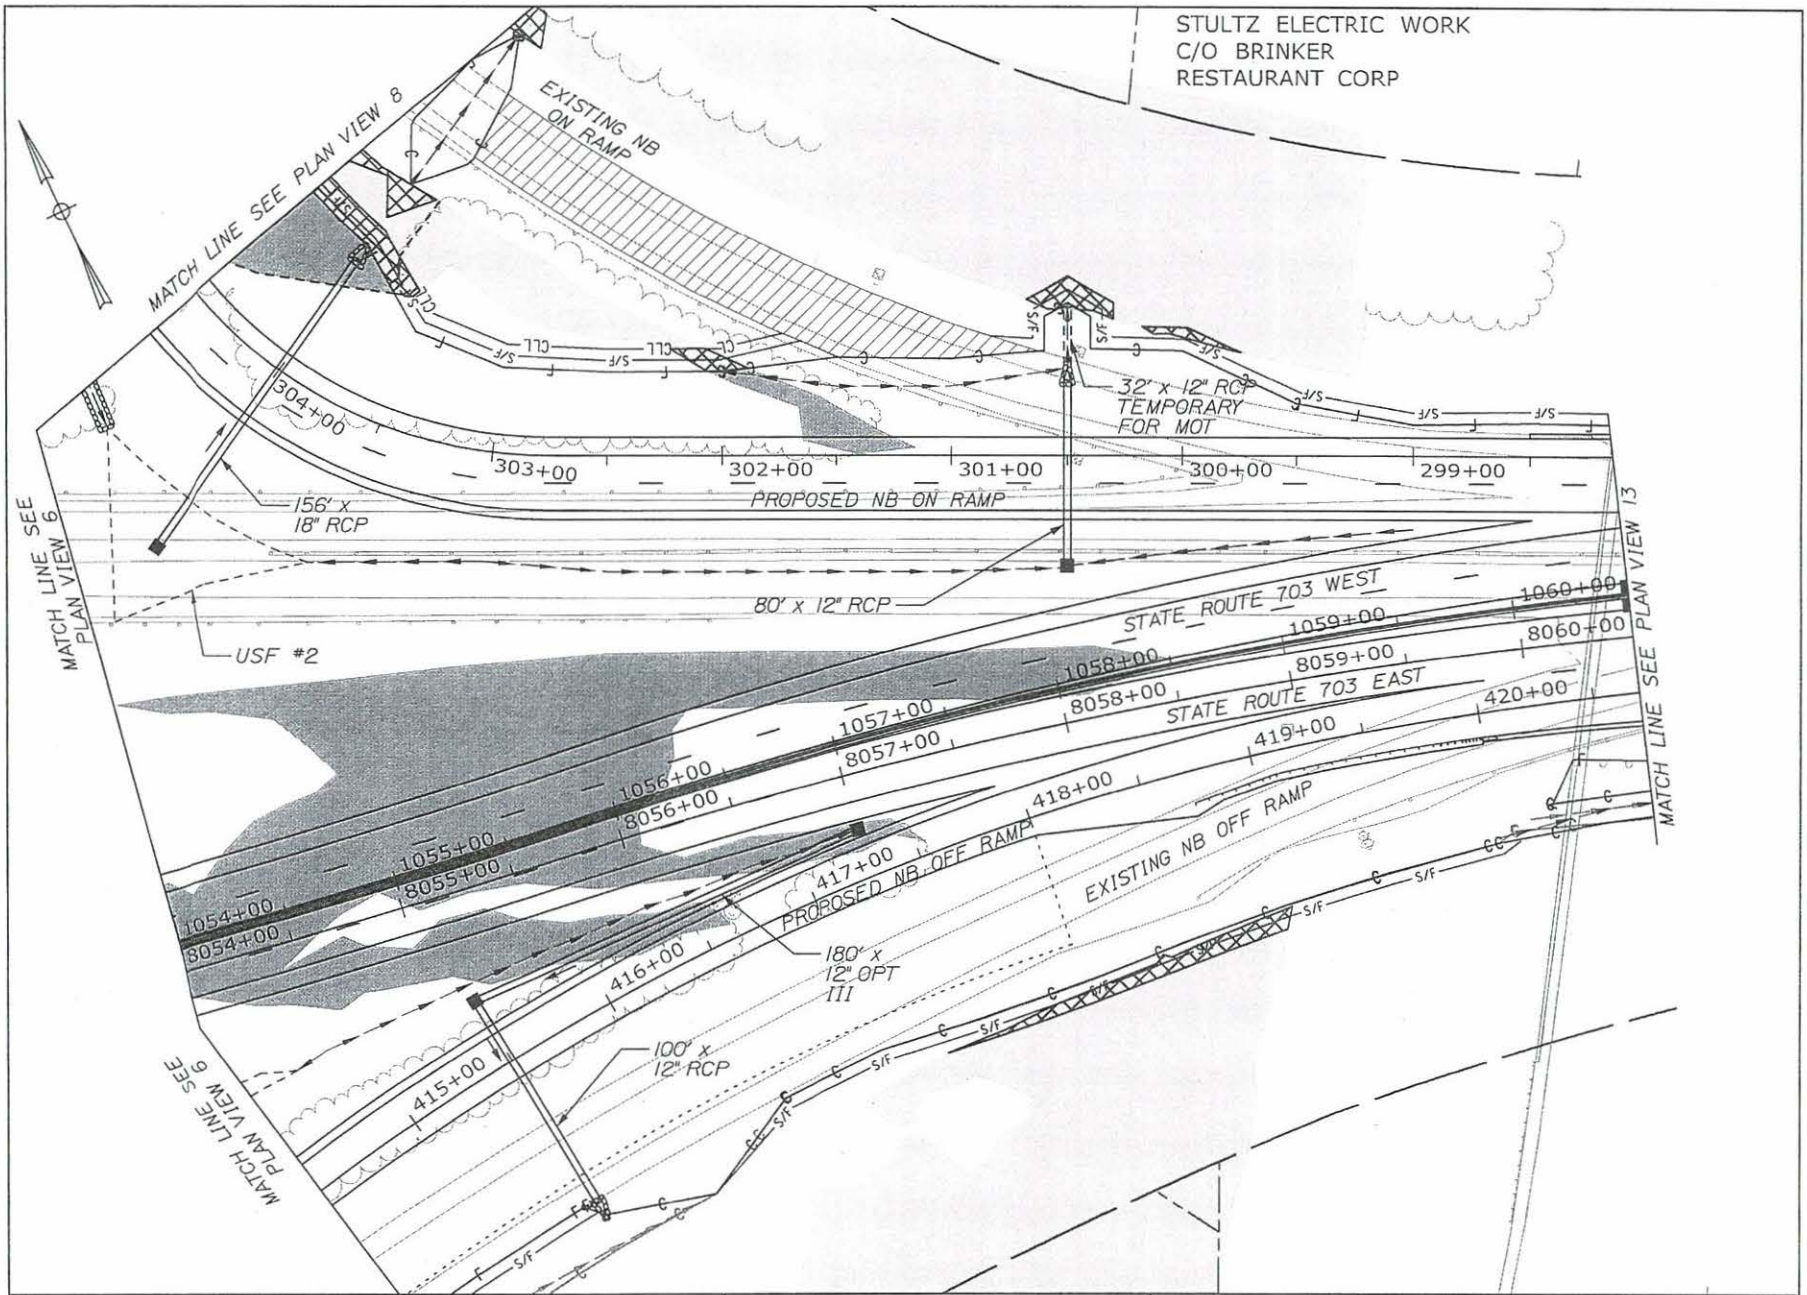 STULTZ ELECTRIC WORK
C/O BRINKER
RESTAURANT CORP
EXISTING NB
ON RAMP
MATCH LINE SEE PLAN VIEW 8
S/F
CLL
S/F
CLL
S/F
CLL
S/F
CL
S/F
S/F
32' x 12" RCP
TEMPORARY
FOR MOT
S/F
S/F
S/F
S/F
S/F
304+00
303+00
302+00
301+00
300+00
299+00
PROPOSED NB ON RAMP
156' x
18" RCP
MATCH LINE SEE
PLAN VIEW 6
MATCH LINE SEE PLAN VIEW 13
80' x 12" RCP
USF #2
STATE ROUTE 703 WEST
1054+00
1055+00
1056+00
1057+00
1058+00
1059+00
1060+00
8054+00
8055+00
8056+00
8057+00
8058+00
8059+00
8060+00
STATE ROUTE 703 EAST
415+00
416+00
417+00
418+00
419+00
420+00
PROPOSED NB OFF RAMP
EXISTING NB OFF RAMP
180' x
12" OPT
III
100' x
12" RCP
S/F
S/F
S/F
S/F
S/F
S/F
MATCH LINE SEE
PLAN VIEW 6